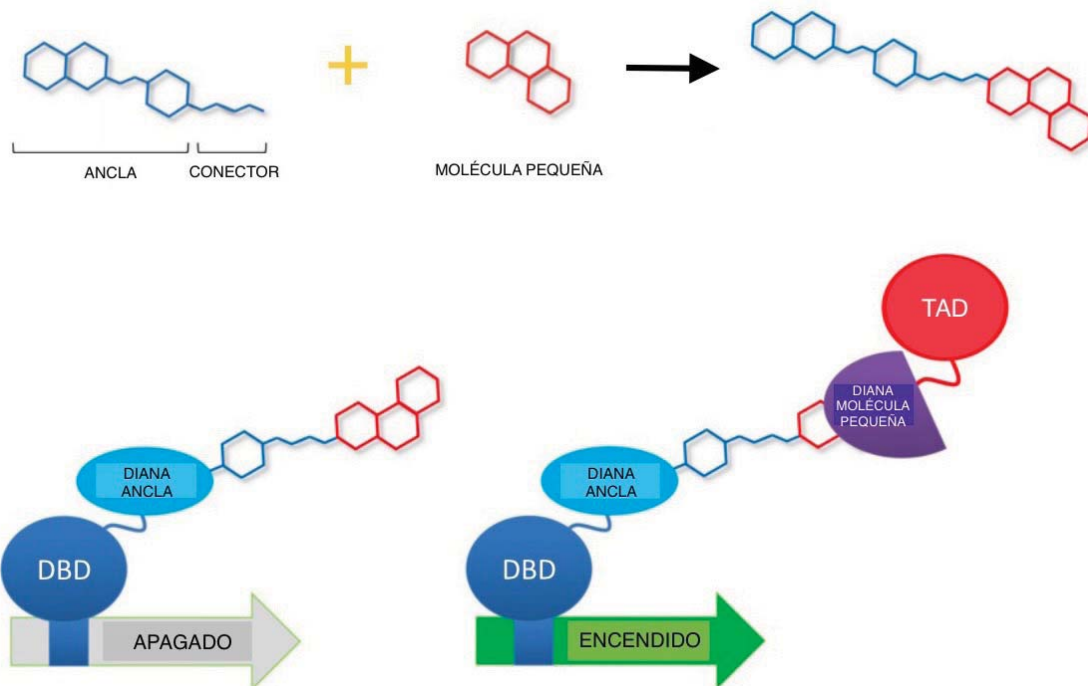 ANCLA
CONECTOR
MOLÉCULA PEQUEÑA
DIANA
ANCLA
DBD
APAGADO
TAD
DIANA
MOLÉCULA
PEQUEÑA
DIANA
ANCLA
DBD
ENCENDIDO